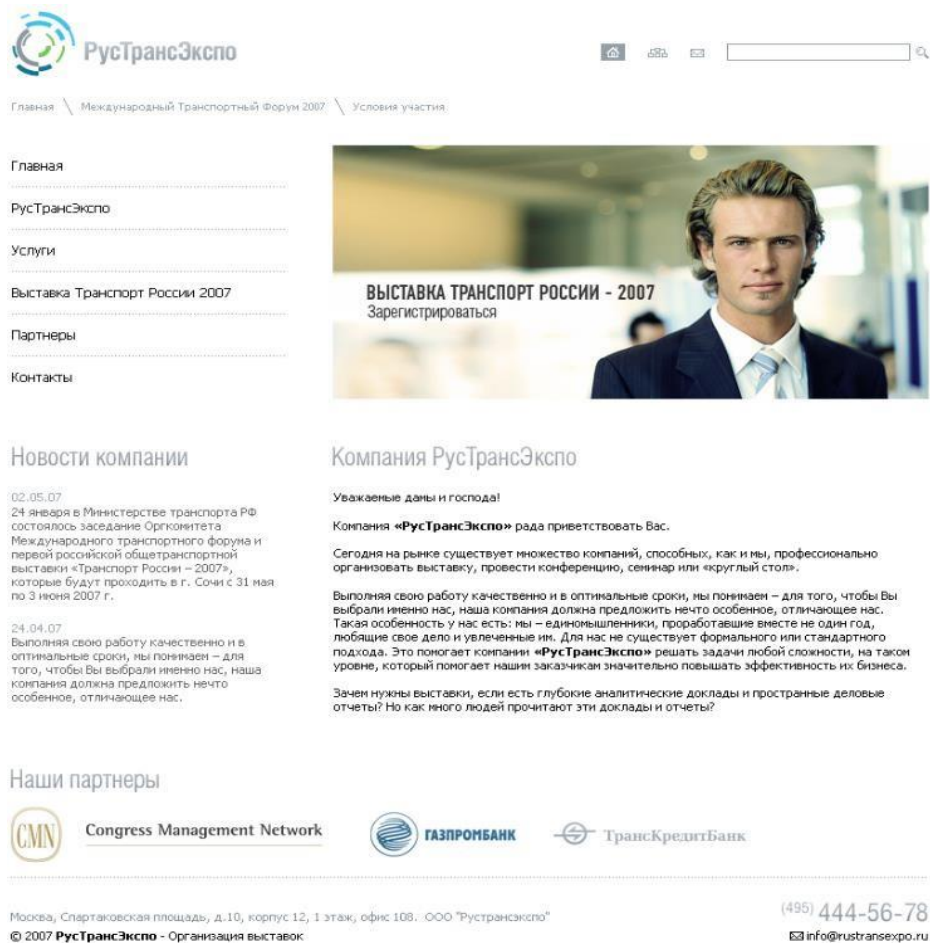 РусТрансЭкспо
Главная \ Международный Транспортный Форум 2007 \ Условия участия
Главная
РусТрансЭкспо
Услуги
Выставка Транспорт России 2007
Партнеры
Контакты
ВЫСТАВКА ТРАНСПОРТ РОССИИ - 2007
Зарегистрироваться
Новости компании
02.05.07
24 января в Министерстве транспорта РФ
состоялось заседание Оргкомитета
Международного транспортного форума и
первой российской общетранспортной
выставки «Транспорт России – 2007»,
которые будут проходить в г. Сочи с 31 мая
по 3 июня 2007 г.
24.04.07
Выполняя свою работу качественно и в
оптимальные сроки, мы понимаем – для
того, чтобы Вы выбрали именно нас, наша
компания должна предложить нечто
особенное, отличающее нас.
Компания РусТрансЭкспо
Уважаемые дамы и господа!
Компания «РусТрансЭкспо» рада приветствовать Вас.
Сегодня на рынке существует множество компаний, способных, как и мы, профессионально
организовать выставку, провести конференцию, семинар или «круглый стол».
Выполняя свою работу качественно и в оптимальные сроки, мы понимаем – для того, чтобы Вы
выбрали именно нас, наша компания должна предложить нечто особенное, отличающее нас.
Такая особенность у нас есть: мы – единомышленники, проработавшие вместе не один год,
любящие свое дело и увлеченные им. Для нас не существует формального или стандартного
подхода. Это помогает компании «РусТрансЭкспо» решать задачи любой сложности, на таком
уровне, который помогает нашим заказчикам значительно повышать эффективность их бизнеса.
Зачем нужны выставки, если есть глубокие аналитические доклады и пространные деловые
отчеты? Но как много людей прочитают эти доклады и отчеты?
Наши партнеры
CMN Congress Management Network
ГАЗПРОМБАНК
ТрансКредитБанк
Москва, Спартаковская площадь, д.10, корпус 12, 1 этаж, офис 108. ООО "Рустрансэкспо"
© 2007 РусТрансЭкспо - Организация выставок
(495) 444-56-78
info@rustransexpo.ru